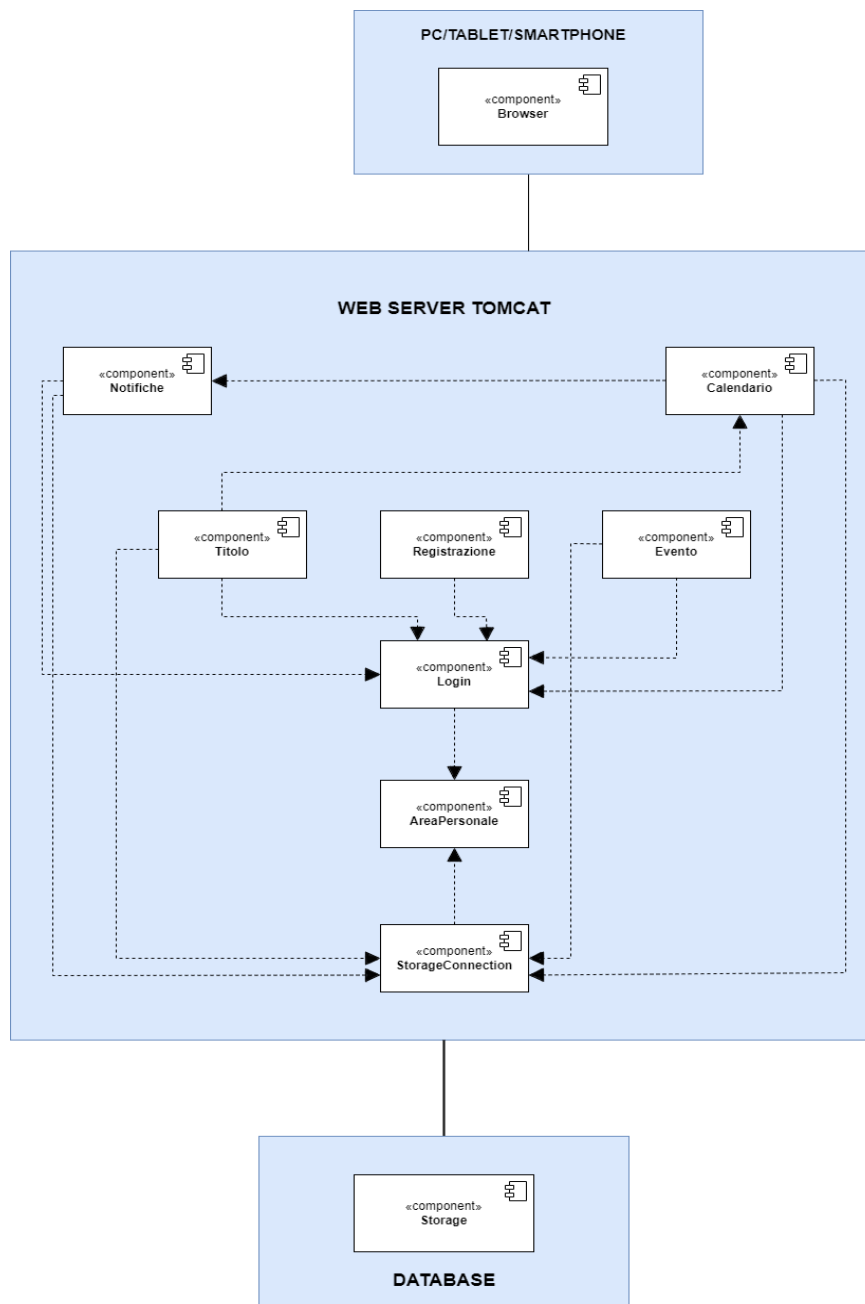 PC/TABLET/SMARTPHONE
«component»
Browser
WEB SERVER TOMCAT
«component»
Notifiche
«component»
Calendario
«component»
Titolo
«component»
Registrazione
«component»
Evento
«component»
Login
«component»
AreaPersonale
«component»
StorageConnection
«component»
Storage
DATABASE